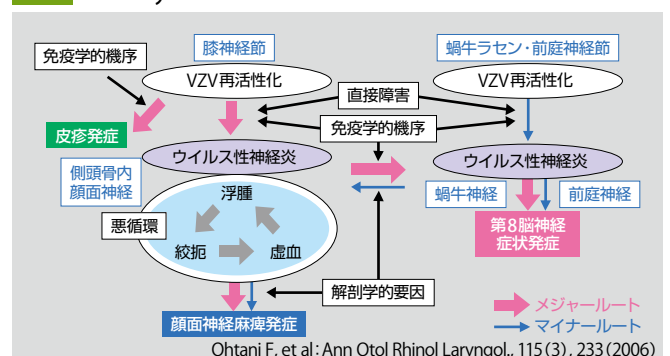 膝神経節
蝸牛ラセン・前庭神経節
免疫学的機序
VZV再活性化
VZV再活性化
直接障害
免疫学的機序
皮疹発症
ウイルス性神経炎
ウイルス性神経炎
側頭骨内
顔面神経
浮腫
蝸牛神経
前庭神経
悪循環
絞扼
虚血
第8脳神経
症状発症
解剖学的要因
メジャールート
顔面神経麻痺発症
マイナールート
Ohtani F, et al:Ann Otol Rhinol Laryngol., 115(3), 233(2006)